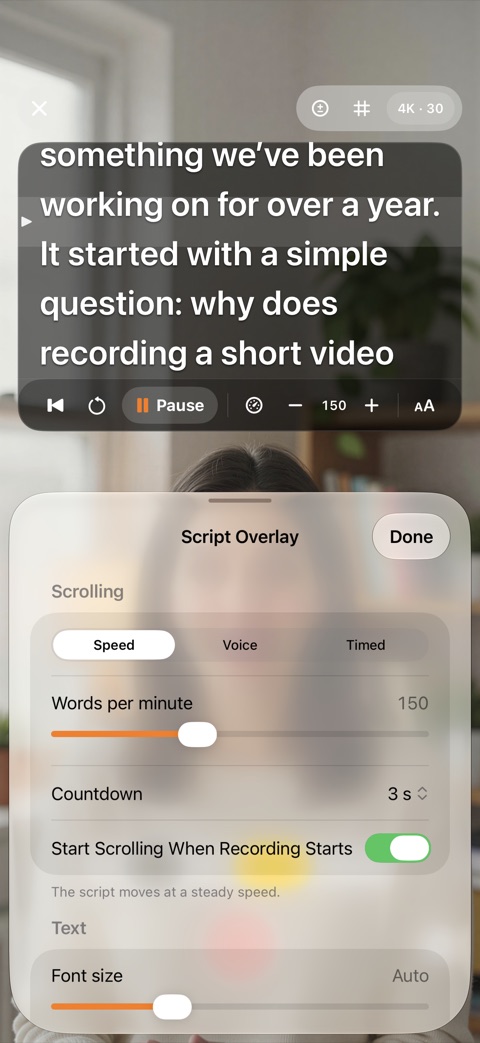 4K · 30
something we've been
working on for over a year.
It started with a simple
question: why does
recording a short video
Pause
150
AA
Script Overlay
Done
Scrolling
Speed Voice Timed
Words per minute 150
Countdown 3 s
Start Scrolling When Recording Starts
The script moves at a steady speed.
Text
Font size Auto